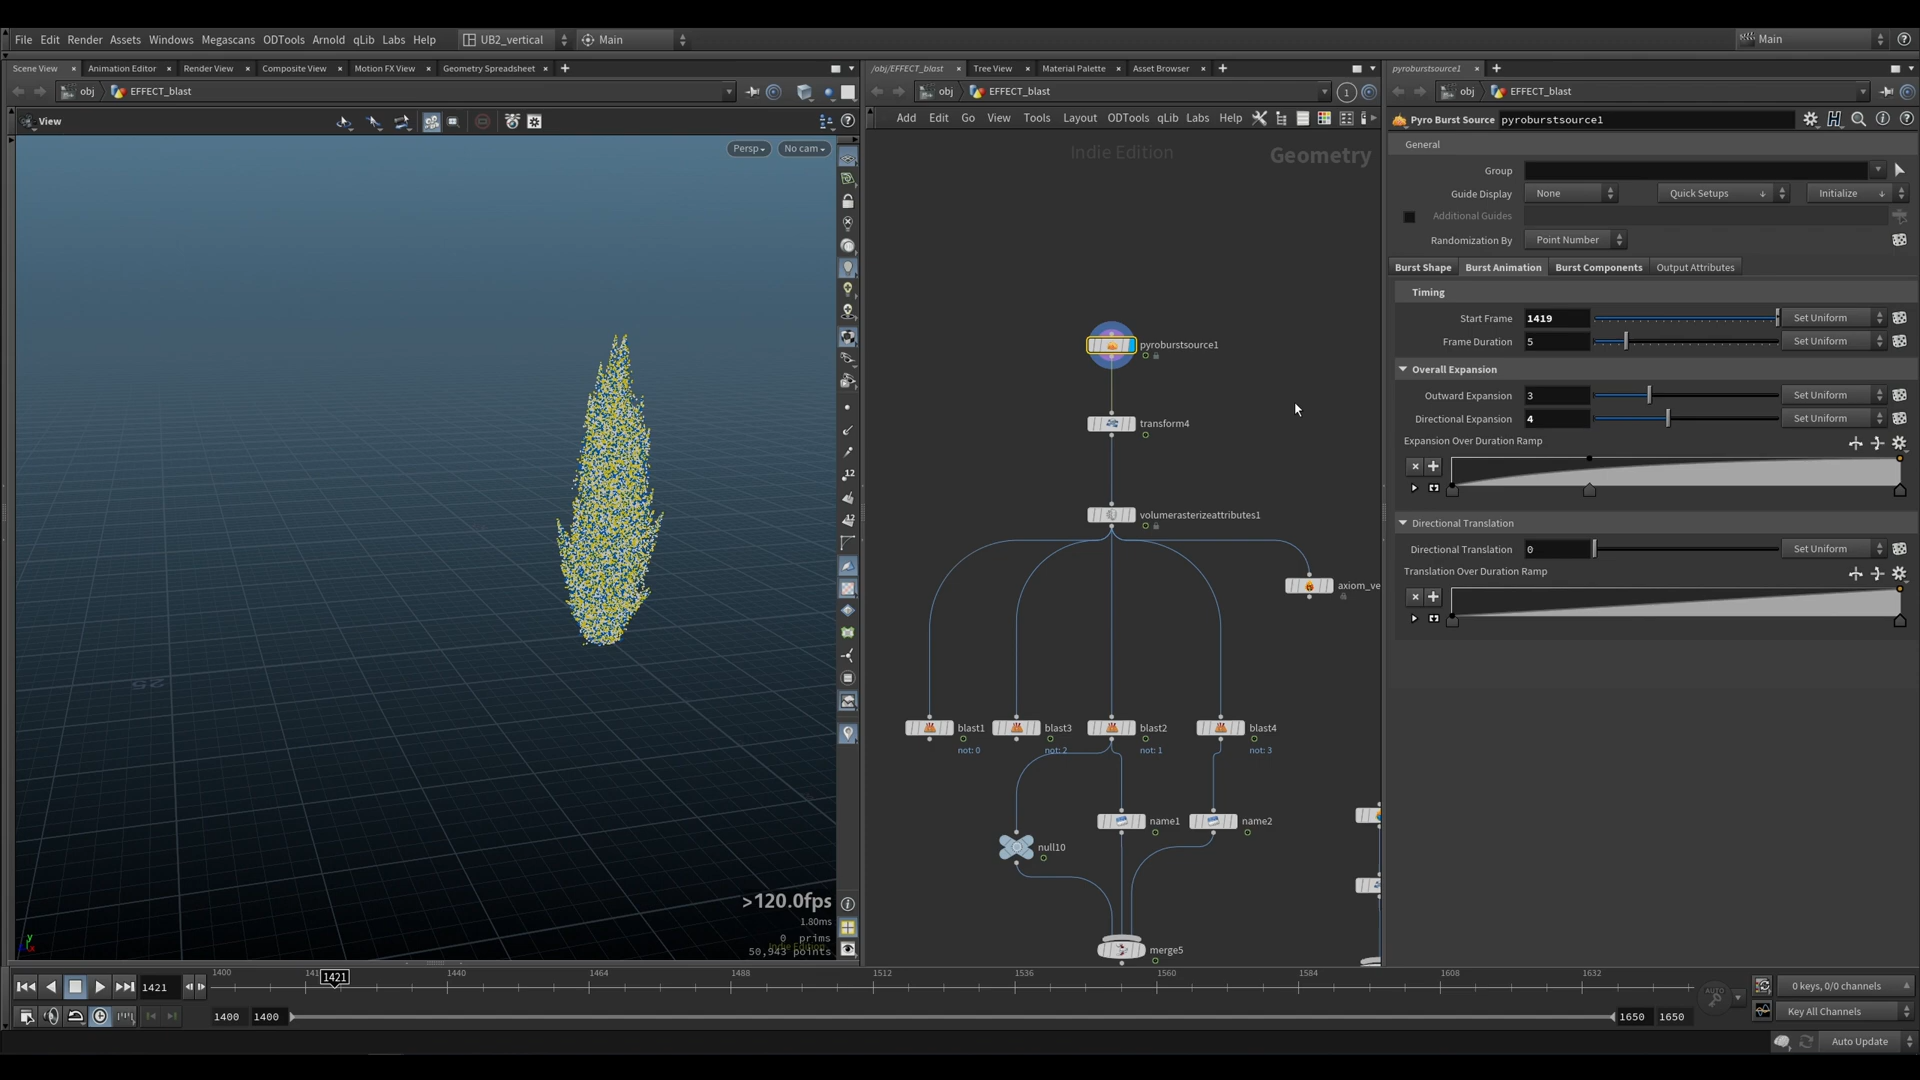 File Edit Render Assets Windows Megascans ODTools Arnold qLib Labs Help UB2_vertical Main Main
Scene View Animation Editor Render View Composite View Motion FX View Geometry Spreadsheet
obj EFFECT_blast
View
Persp No cam
25
>120.0fps
1.80ms
0 prims
Indie Edition
50,943 points
/obj/EFFECT_blast Tree View Material Palette Asset Browser
obj EFFECT_blast 1
Add Edit Go View Tools Layout ODTools qLib Labs Help
Indie Edition Geometry
pyroburstsource1
transform4
volumerasterizeattributes1
axiom_ve
blast1 blast3 blast2 blast4
not: 0 not: 2 not: 1 not: 3
name1 name2
null10
merge5
pyroburstsource1
obj EFFECT_blast
Pyro Burst Source pyroburstsource1
General
Group
Guide Display None Quick Setups Initialize
Additional Guides
Randomization By Point Number
Burst Shape Burst Animation Burst Components Output Attributes
Timing
Start Frame 1419 Set Uniform
Frame Duration 5 Set Uniform
Overall Expansion
Outward Expansion 3 Set Uniform
Directional Expansion 4 Set Uniform
Expansion Over Duration Ramp
Directional Translation
Directional Translation 0 Set Uniform
Translation Over Duration Ramp
1400 1421 1440 1464 1488 1512 1536 1560 1584 1608 1632
1421
0 keys, 0/0 channels
AUTO
1400 1400 1650 1650 Key All Channels
Auto Update